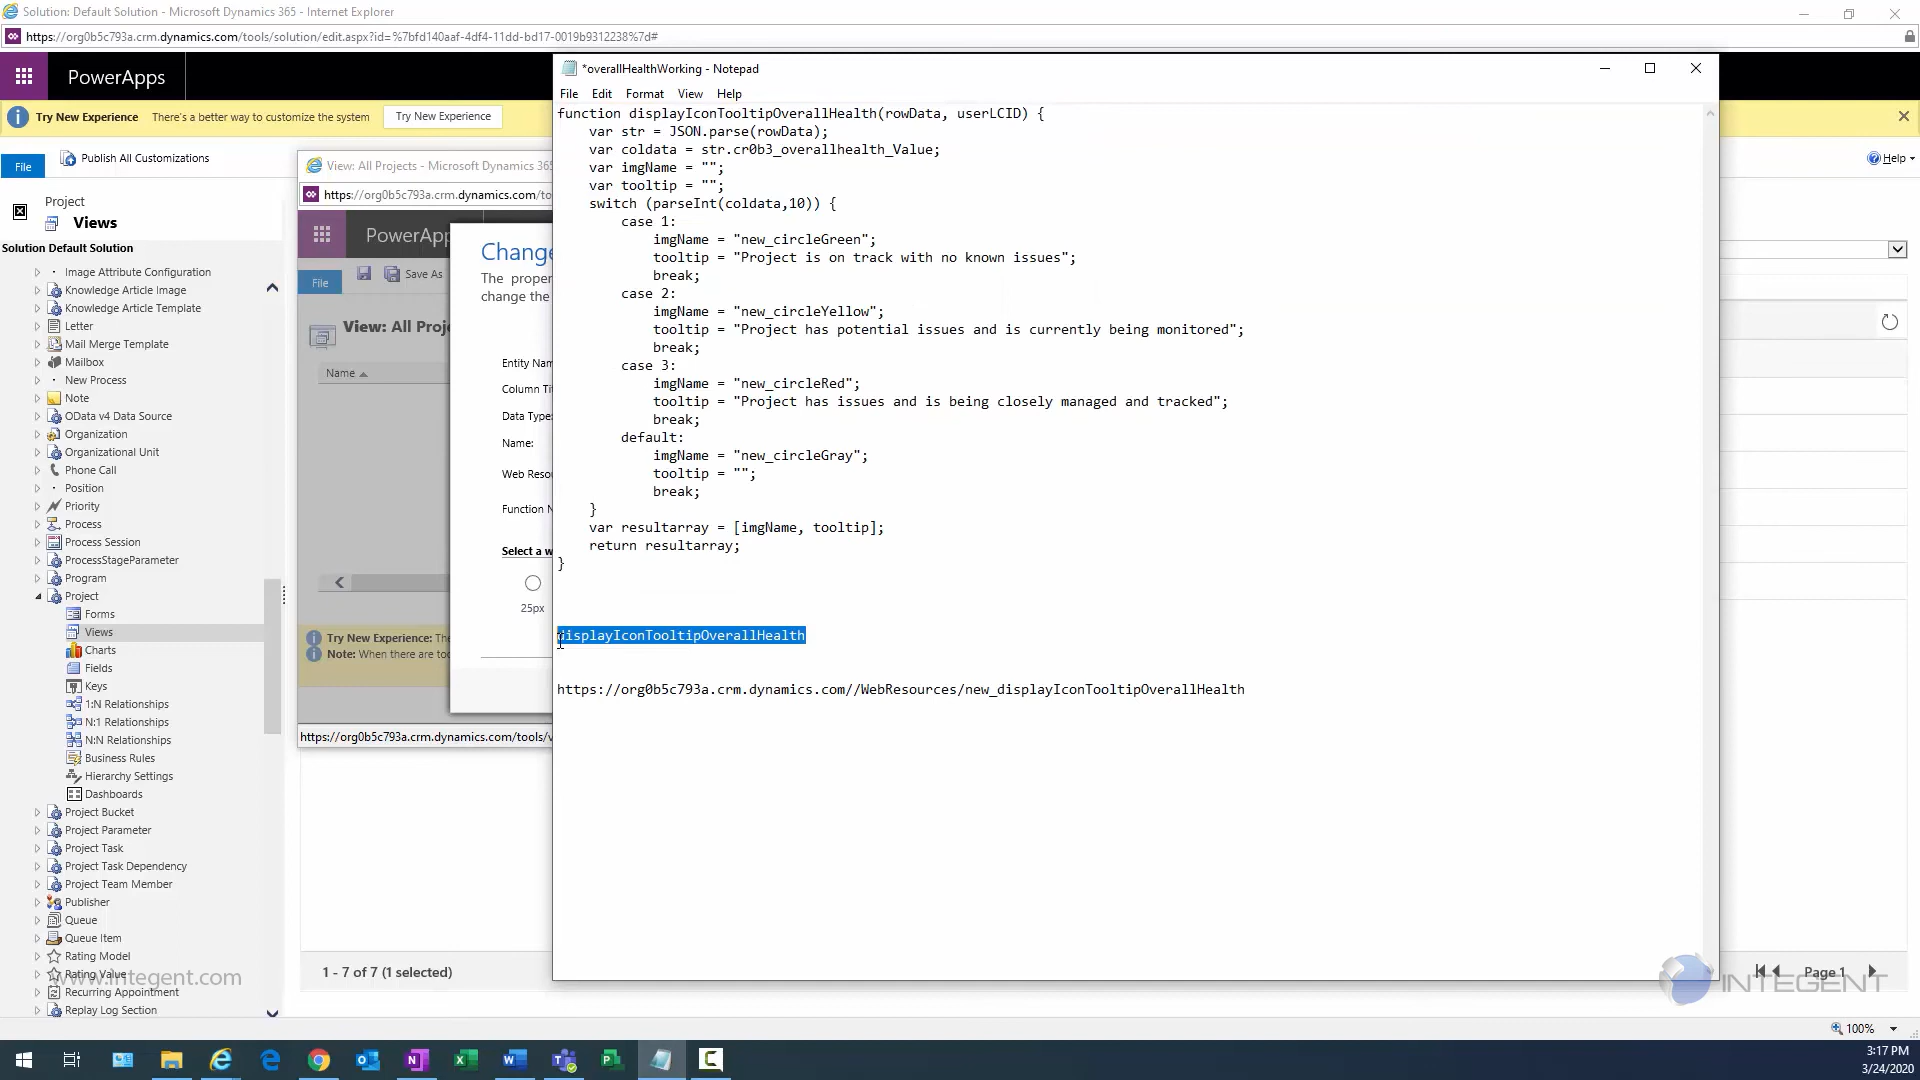 Solution: Default Solution - Microsoft Dynamics 365 - Internet Explorer
https://org0b5c793a.crm.dynamics.com/tools/solution/edit.aspx?id=%7bfd140aaf-4df4-11dd-bd17-0019b9312238%7d#
PowerApps
Try New Experience There's a better way to customize the system
Try New Experience
File
Publish All Customizations
Help
Project
Views
Solution Default Solution
Image Attribute Configuration
Knowledge Article Image
Knowledge Article Template
Letter
Mail Merge Template
Mailbox
New Process
Note
OData v4 Data Source
Organization
Organizational Unit
Phone Call
Position
Priority
Process
Process Session
ProcessStageParameter
Program
Project
Forms
Views
Charts
Fields
Keys
1:N Relationships
N:1 Relationships
N:N Relationships
Business Rules
Hierarchy Settings
Dashboards
Project Bucket
Project Parameter
Project Task
Project Task Dependency
Project Team Member
Publisher
Queue
Queue Item
Rating Model
Rating Value
Recurring Appointment
Replay Log Section
www.integent.com
View: All Projects - Microsoft Dynamics 365
https://org0b5c793a.crm.dynamics.com/to
PowerApp
File
Save As
View: All Proj
Name
Try New Experience: The
Note: When there are too
https://org0b5c793a.crm.dynamics.com/tools/v
Change
The proper
change the
Entity Nam
Column Tit
Data Type:
Name:
Web Resou
Function N
Select a w
25px
*overallHealthWorking - Notepad
File Edit Format View Help
function displayIconTooltipOverallHealth(rowData, userLCID) {
var str = JSON.parse(rowData);
var coldata = str.cr0b3_overallhealth_Value;
var imgName = "";
var tooltip = "";
switch (parseInt(coldata,10)) {
case 1:
imgName = "new_circleGreen";
tooltip = "Project is on track with no known issues";
break;
case 2:
imgName = "new_circleYellow";
tooltip = "Project has potential issues and is currently being monitored";
break;
case 3:
imgName = "new_circleRed";
tooltip = "Project has issues and is being closely managed and tracked";
break;
default:
imgName = "new_circleGray";
tooltip = "";
break;
}
var resultarray = [imgName, tooltip];
return resultarray;
}
displayIconTooltipOverallHealth
https://org0b5c793a.crm.dynamics.com//WebResources/new_displayIconTooltipOverallHealth
1 - 7 of 7 (1 selected)
Page 1
INTEGENT
100%
3:17 PM
3/24/2020